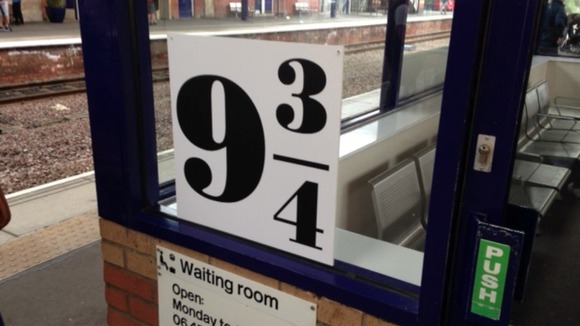 9 3/4
Waiting room
Open:
Monday to
PUSH